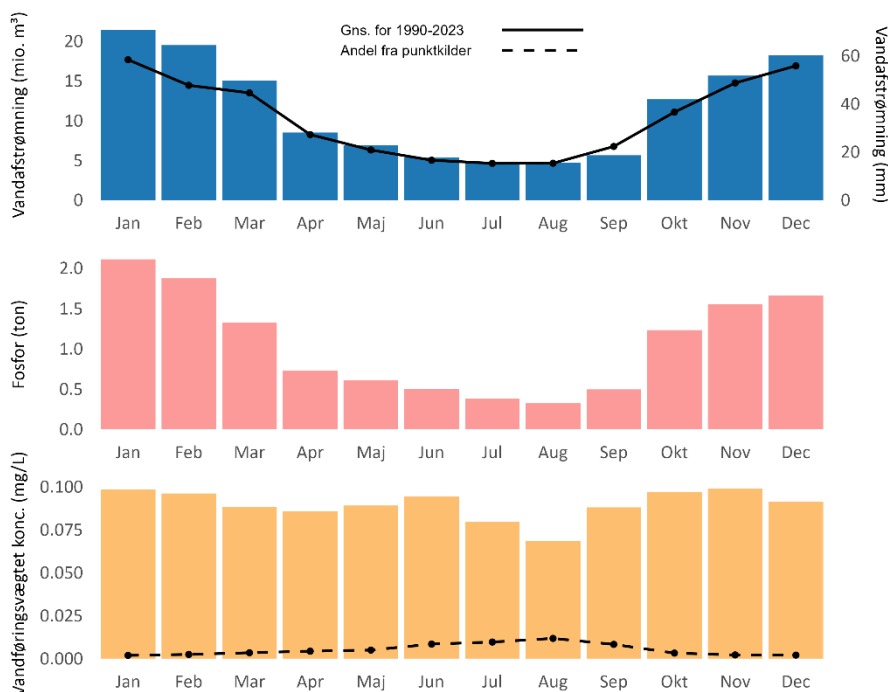 Gns. for 1990-2023
Andel fra punktkilder
Vandafstrømning (mio. m³)
20
15
10
5
0
60
40
20
0
Vandafstrømning (mm)
Jan Feb Mar Apr Maj Jun Jul Aug Sep Okt Nov Dec
Fosfor (ton)
2.0
1.5
1.0
0.5
0.0
Jan Feb Mar Apr Maj Jun Jul Aug Sep Okt Nov Dec
Vandføringsvægtet konc. (mg/L)
0.100
0.075
0.050
0.025
0.000
Jan Feb Mar Apr Maj Jun Jul Aug Sep Okt Nov Dec